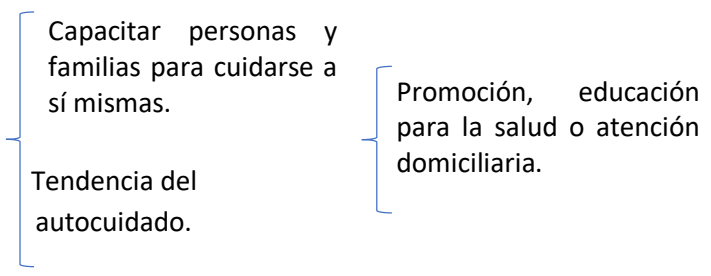 Capacitar personas y
familias para cuidarse a
sí mismas.
Tendencia del
autocuidado.
Promoción, educación
para la salud o atención
domiciliaria.